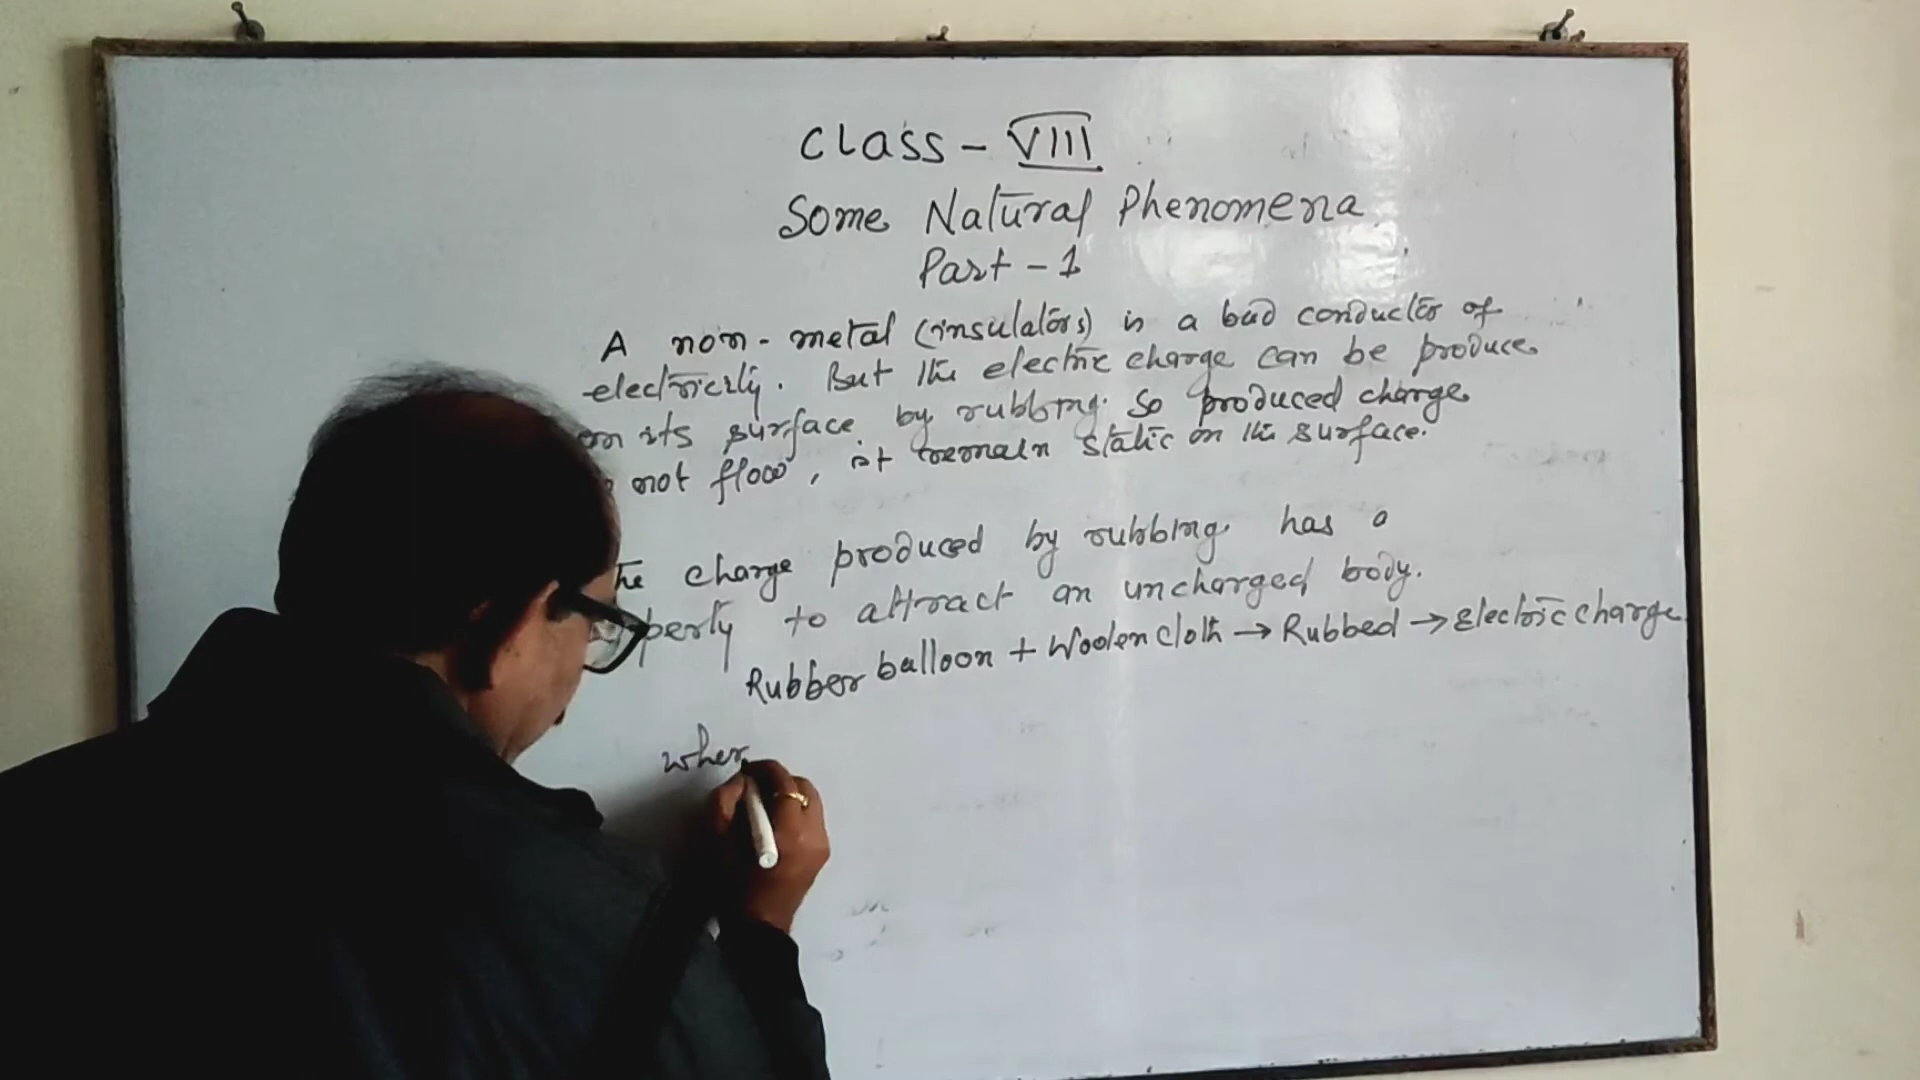 Class - VIII
Some Natural Phenomena
Part - 1
A non-metal (insulators) is a bad conductor of
electricity. But the electric charge can be produce
on its surface by rubbing. So produced charge
not flow, it remain static on the surface.
The charge produced by rubbing has a
perty to attract an uncharged body.
Rubber balloon + Woolen cloth → Rubbed → Electric charge
when